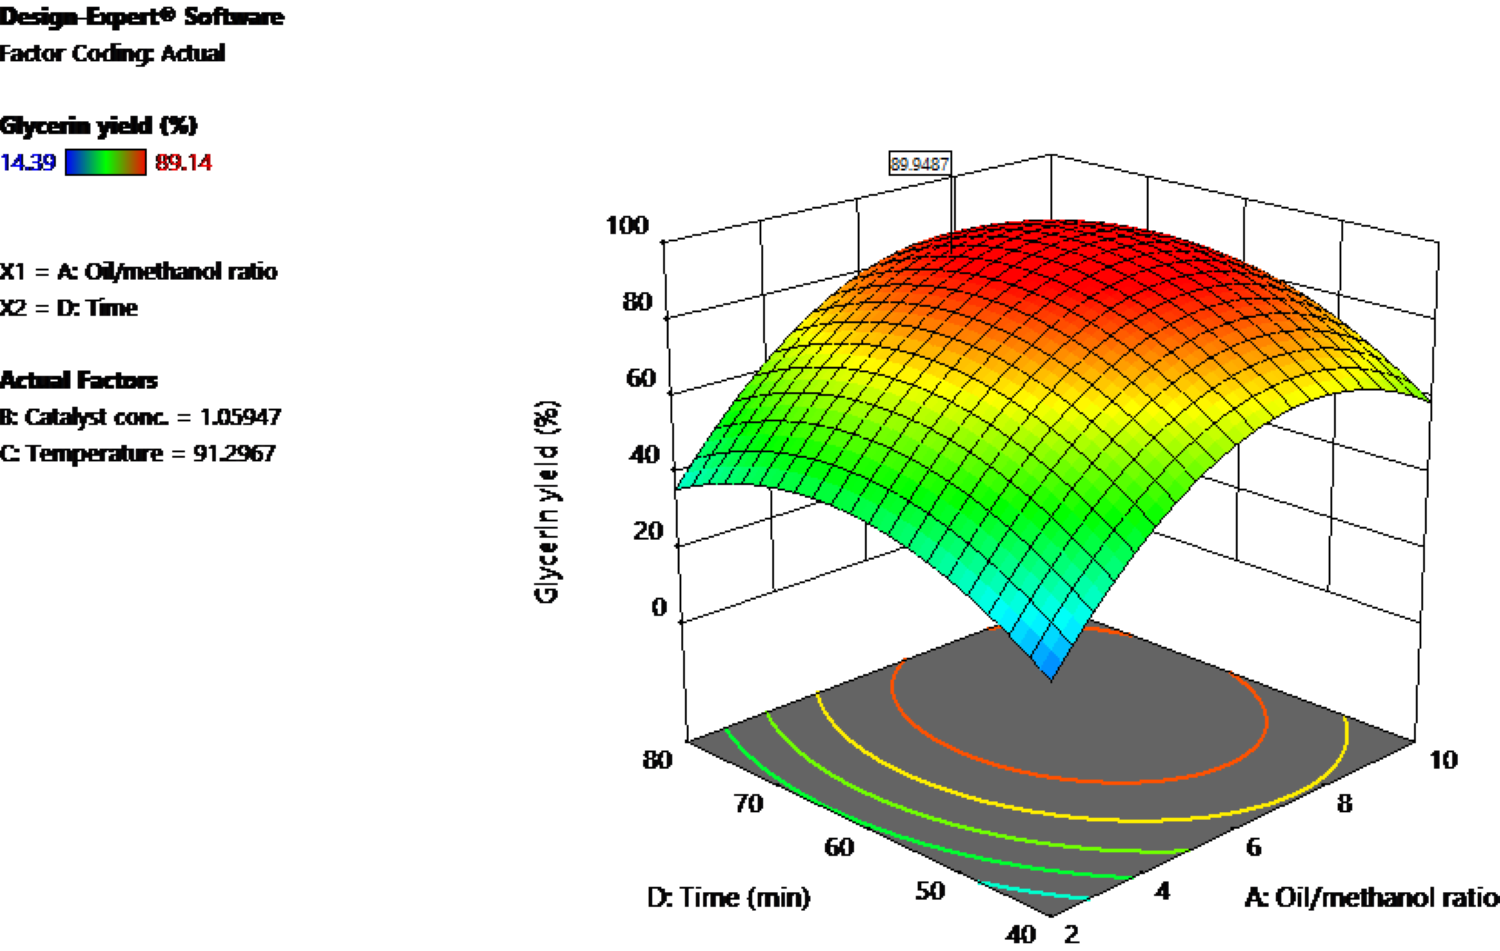 Design-Expert® Software
Factor Coding: Actual
Glycerin yield (%)
14.39 89.14
X1 = A: Oil/methanol ratio
X2 = D: Time
Actual Factors
B: Catalyst conc. = 1.05947
C: Temperature = 91.2967
89.9487
100
80
60
40
20
0
Glycerin yield (%)
80
70
60
50
40
D: Time (min)
2
4
6
8
10
A: Oil/methanol ratio